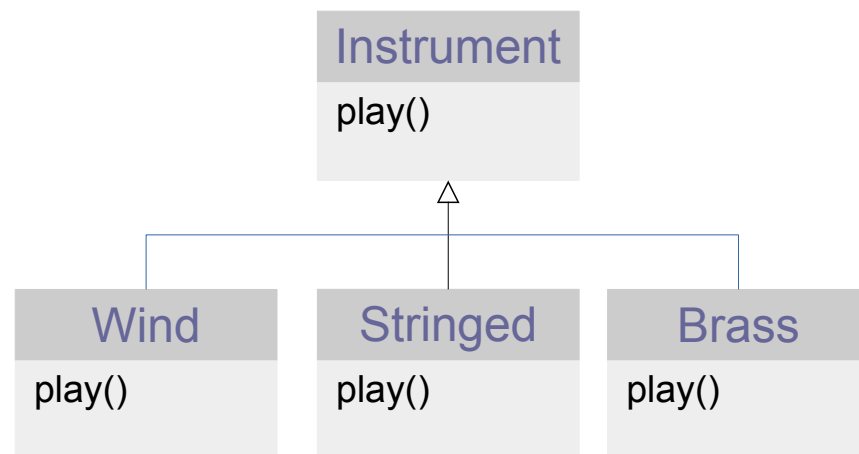 Instrument
play()
Wind
play()
Stringed
play()
Brass
play()